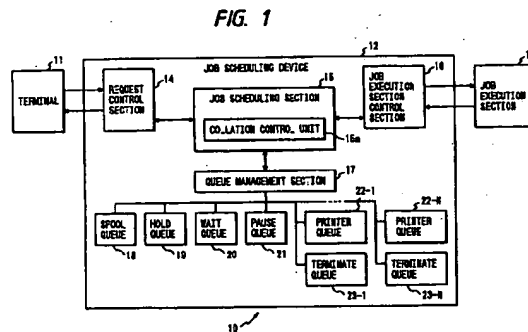 FIG. 1
11
12
14
TERMINAL
REQUEST
CONTROL
SECTION
JOB SCHEDULING DEVICE
15
JOB SCHEDULING SECTION
COLLATION CONTROL UNIT
15a
16
JOB
EXECUTION
SECTION
CONTROL
SECTION
JOB
EXECUTION
SECTION
17
QUEUE MANAGEMENT SECTION
SPOOL
QUEUE
18
HOLD
QUEUE
19
WAIT
QUEUE
20
PAUSE
QUEUE
21
22-1
PRINTER
QUEUE
TERMINATE
QUEUE
23-1
22-N
PRINTER
QUEUE
TERMINATE
QUEUE
23-N
10